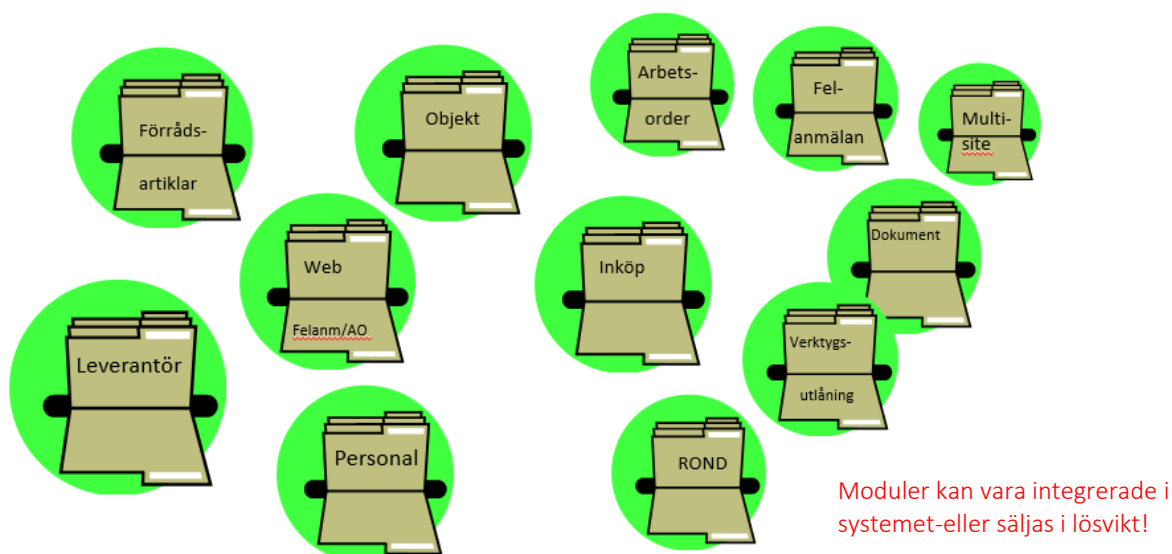 Förråds-
artiklar
Objekt
Arbets-
order
Fel-
anmälan
Multi-
site
Web
Felanm/AO
Inköp
Dokument
Leverantör
Verktygs-
utlåning
Personal
ROND
Moduler kan vara integrerade i
systemet-eller säljas i lösvikt!